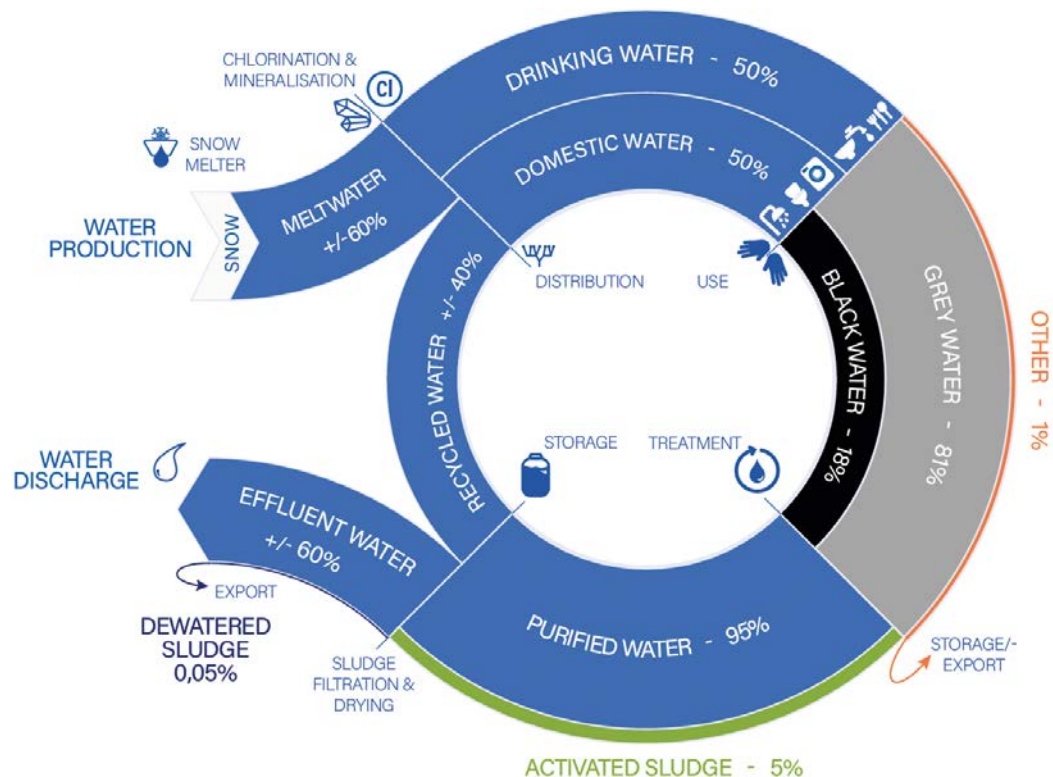 CHLORINATION &
MINERALISATION
Cl
DRINKING WATER - 50%
DOMESTIC WATER - 50%
SNOW
MELTER
WATER
PRODUCTION
SNOW
MELTWATER
+/-60%
DISTRIBUTION
USE
RECYCLED WATER +/- 40%
BLACK WATER - 18%
GREY WATER - 81%
OTHER - 1%
STORAGE
TREATMENT
WATER
DISCHARGE
EFFLUENT WATER
+/- 60%
EXPORT
DEWATERED
SLUDGE
0,05%
SLUDGE
FILTRATION &
DRYING
PURIFIED WATER - 95%
STORAGE/-
EXPORT
ACTIVATED SLUDGE - 5%